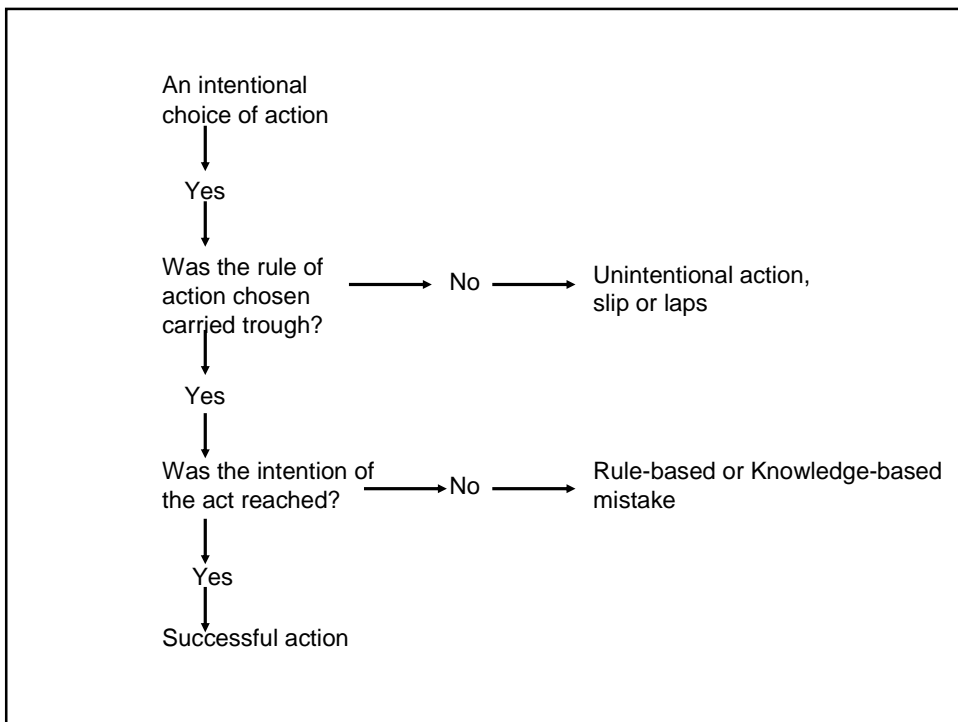 An intentional
choice of action
Yes
Was the rule of
action chosen
carried trough?
No
Unintentional action,
slip or laps
Yes
Was the intention of
the act reached?
No
Rule-based or Knowledge-based
mistake
Yes
Successful action